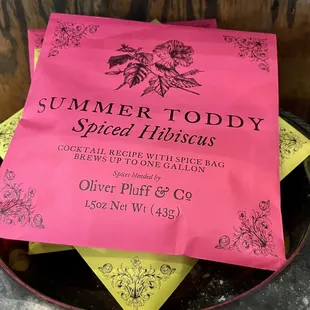 SUMMER TODDY
Spiced Hibiscus
COCKTAIL RECIPE WITH SPICE BAG
BREWS UP TO ONE GALLON
Spices blended by
Oliver Pluff & Co
1.5oz Net Wt (43g)